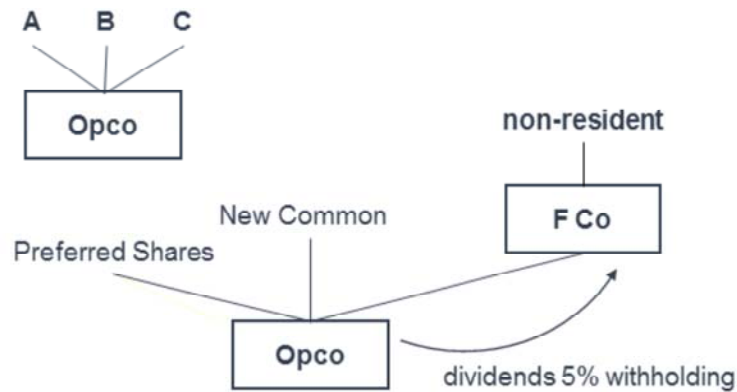 A B C
Opco
non-resident
F Co
New Common
Preferred Shares
Opco
dividends 5% withholding